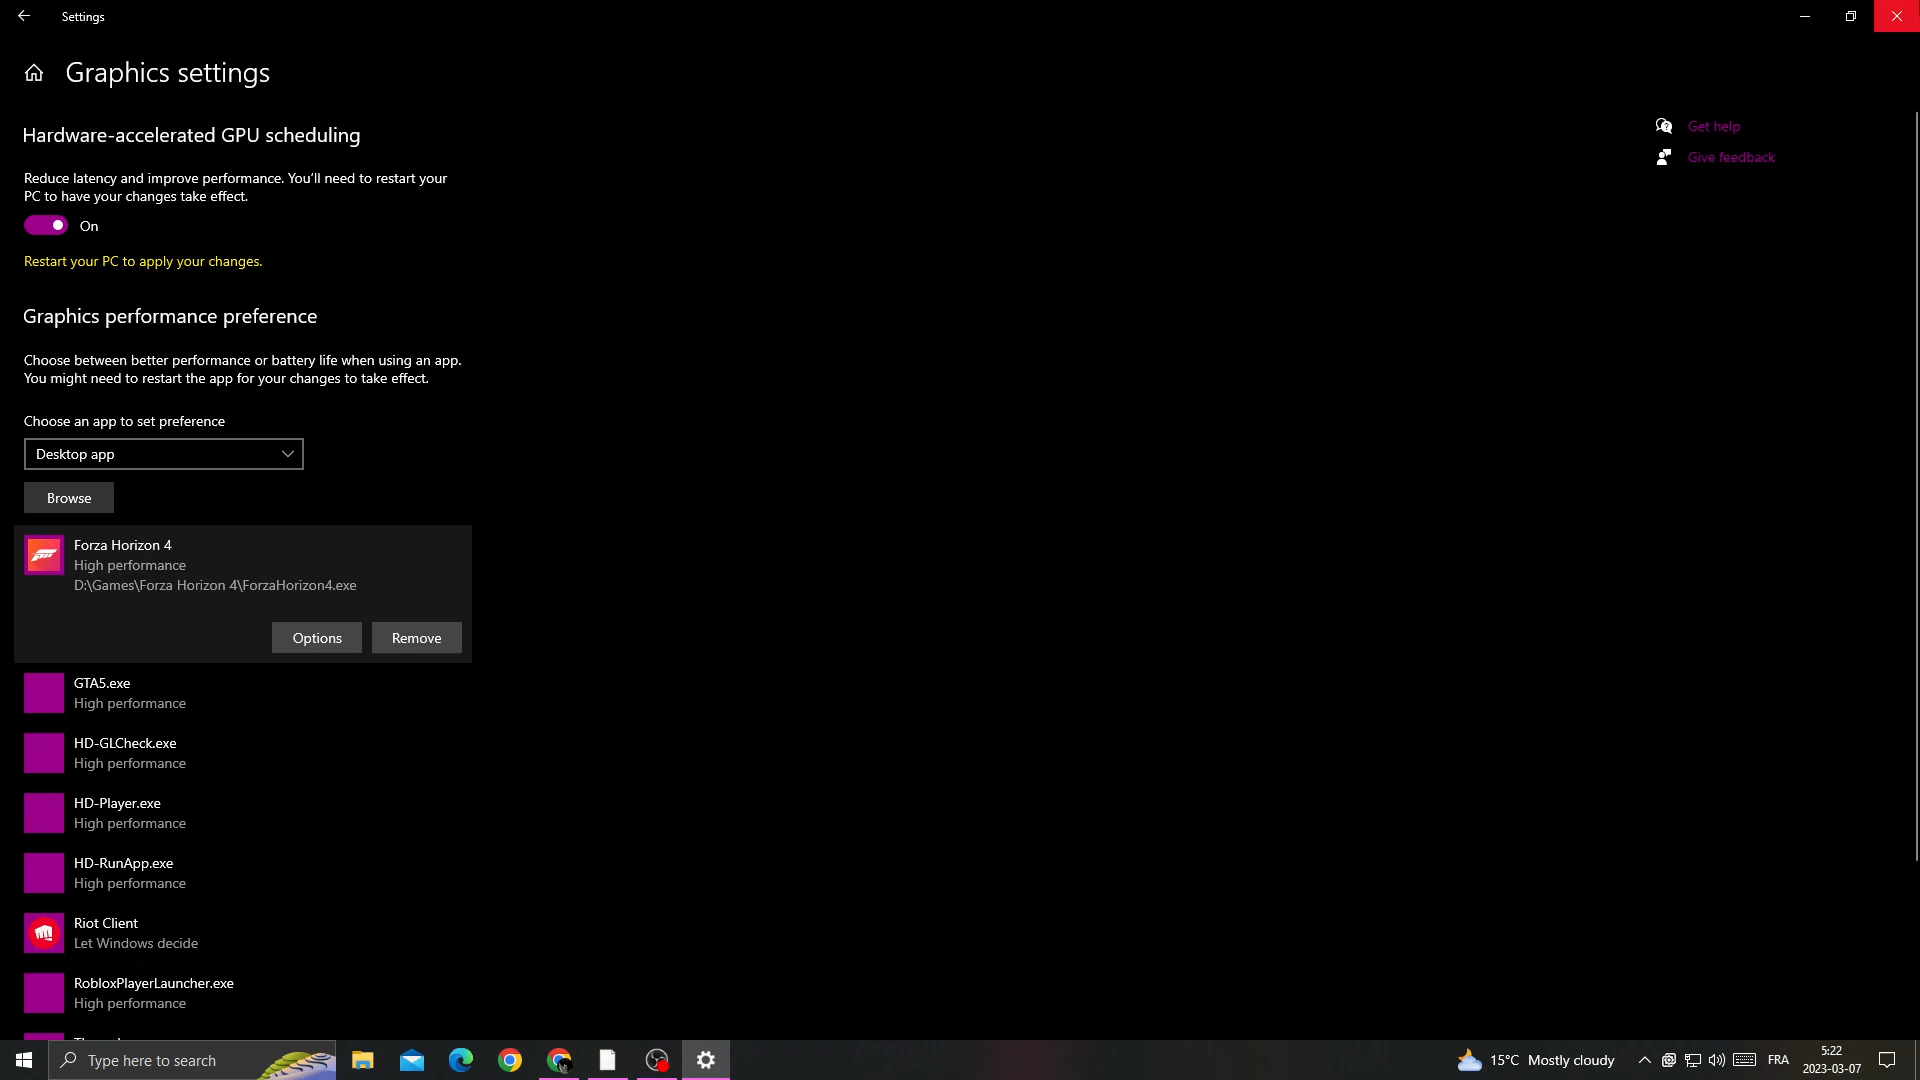 Settings
Graphics settings
Hardware-accelerated GPU scheduling
Reduce latency and improve performance. You'll need to restart your
PC to have your changes take effect.
On
Restart your PC to apply your changes.
Graphics performance preference
Choose between better performance or battery life when using an app.
You might need to restart the app for your changes to take effect.
Choose an app to set preference
Desktop app
Browse
Forza Horizon 4
High performance
D:\Games\Forza Horizon 4\ForzaHorizon4.exe
Options
Remove
GTA5.exe
High performance
HD-GLCheck.exe
High performance
HD-Player.exe
High performance
HD-RunApp.exe
High performance
Riot Client
Let Windows decide
RobloxPlayerLauncher.exe
High performance
Get help
Give feedback
Type here to search
15°C Mostly cloudy
FRA
5:22
2023-03-07